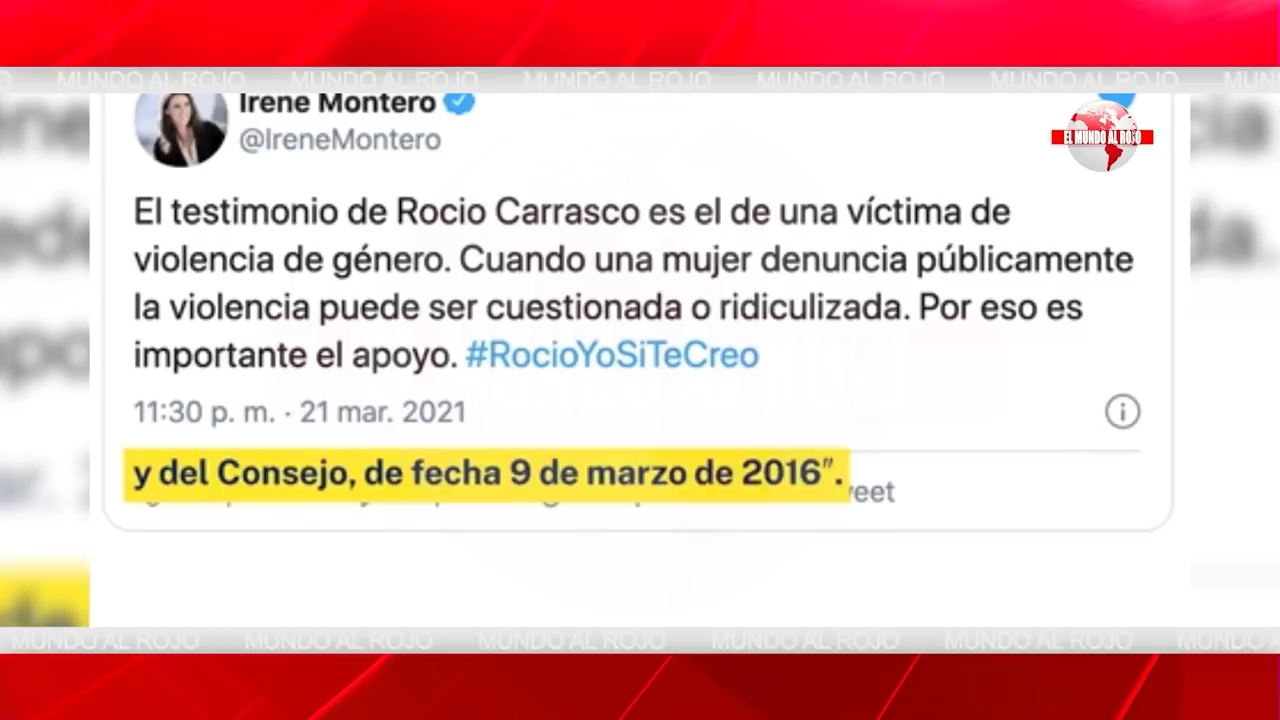 MUNDO AL ROJO MUNDO AL ROJO MUNDO AL ROJO MUNDO AL ROJO MUNDO AL ROJO MUN
Irene Montero
@IreneMontero
EL MUNDO AL ROJO
El testimonio de Rocio Carrasco es el de una víctima de
violencia de género. Cuando una mujer denuncia públicamente
la violencia puede ser cuestionada o ridiculizada. Por eso es
importante el apoyo. #RocioYoSiTeCreo
11:30 p. m. · 21 mar. 2021
y del Consejo, de fecha 9 de marzo de 2016”.
MUNDO AL ROJO MUNDO AL ROJO MUNDO AL ROJO MUNDO AL ROJO MUNDO AL ROJO MUNDO AL ROJO